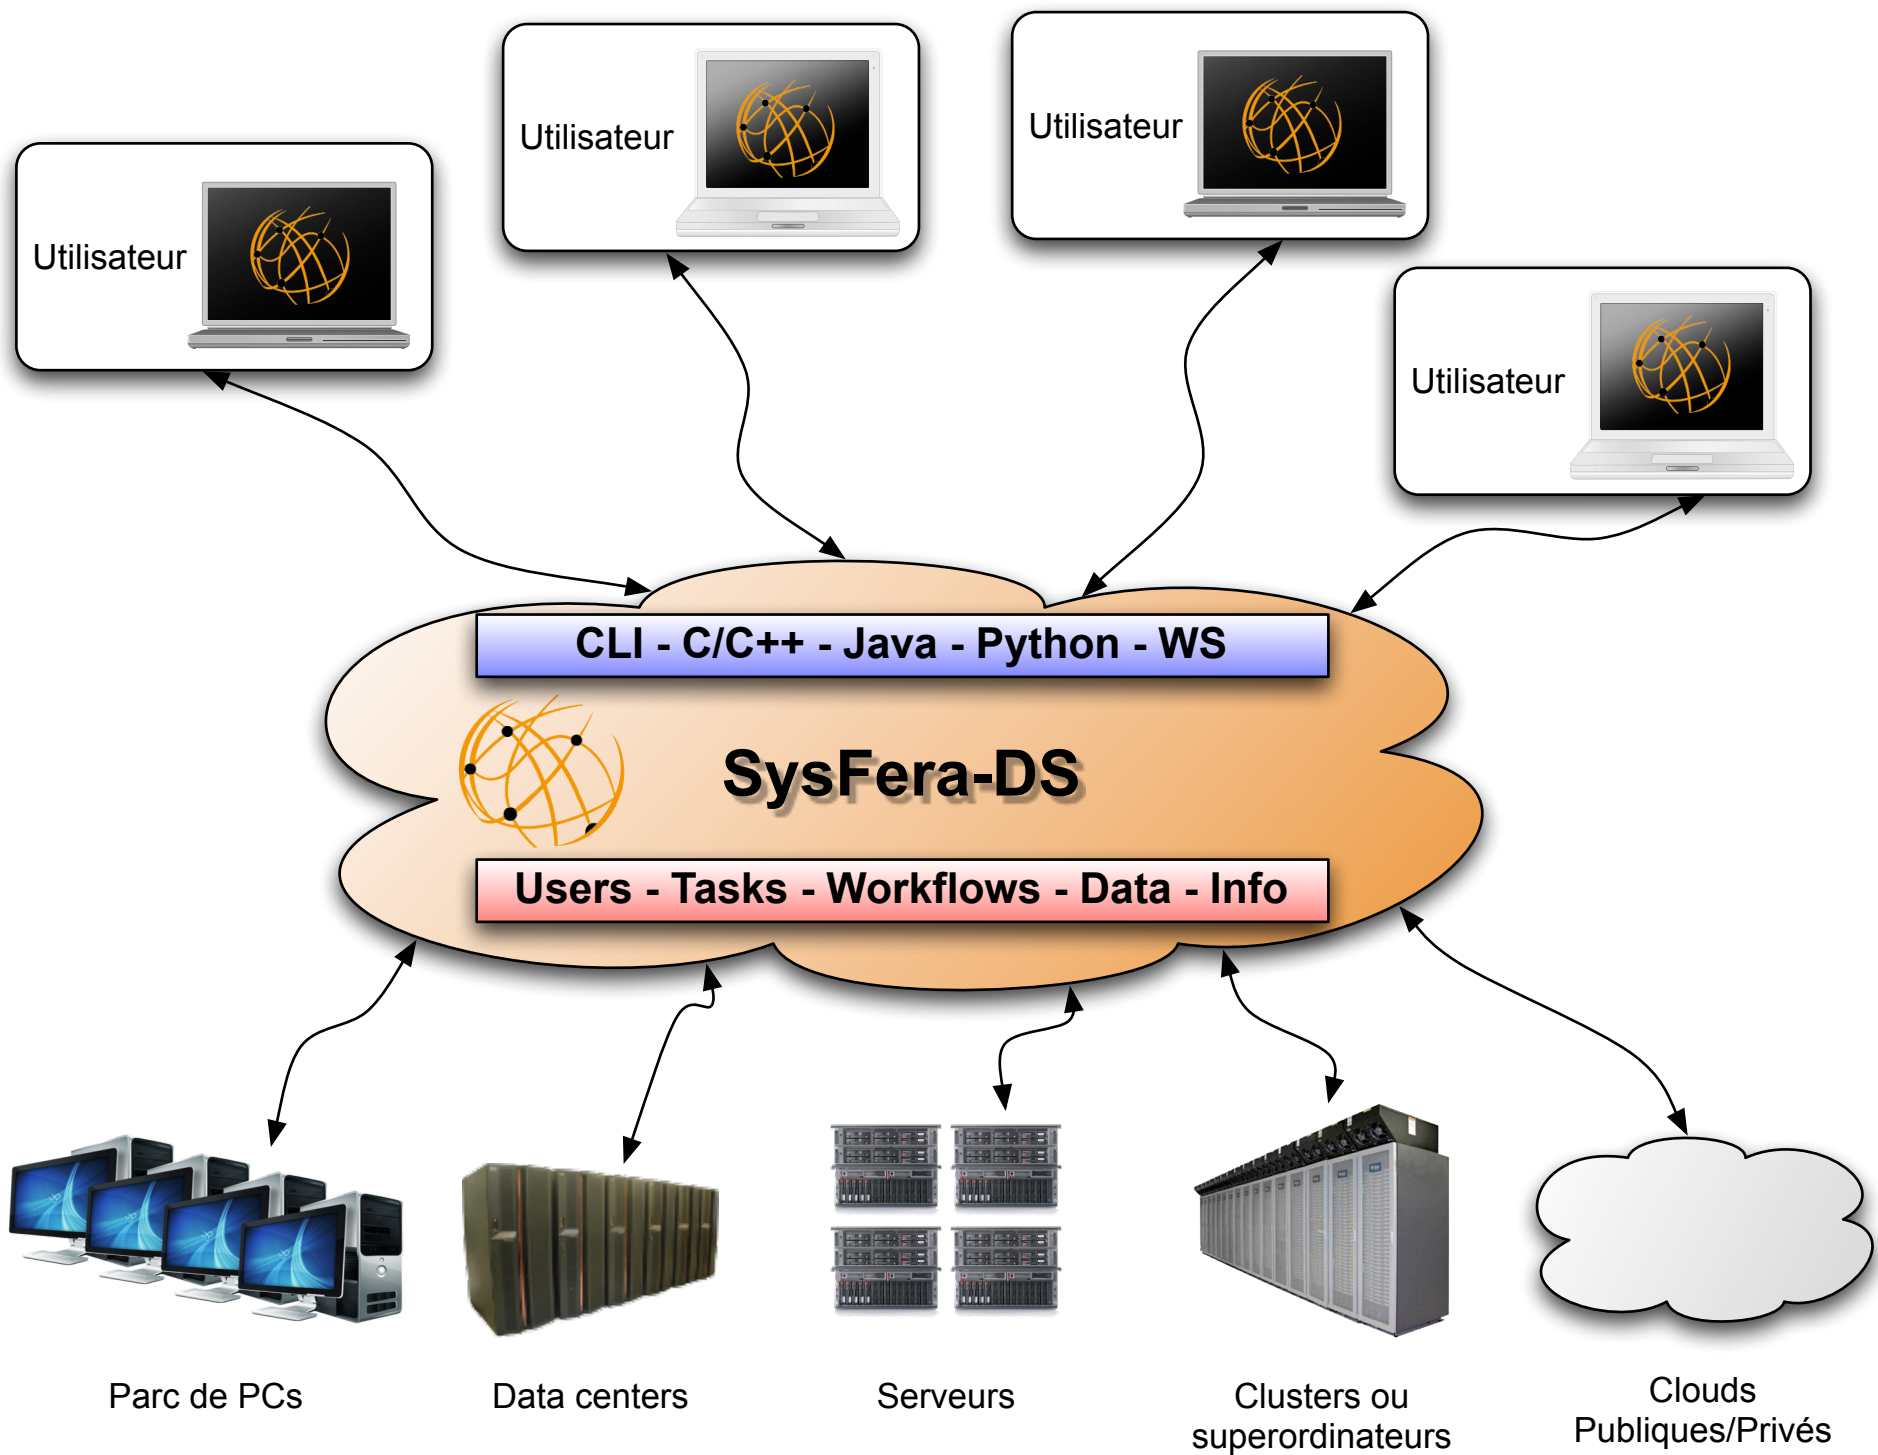 Utilisateur
Utilisateur
Utilisateur
Utilisateur
CLI - C/C++ - Java - Python - WS
SysFera-DS
Users - Tasks - Workflows - Data - Info
Parc de PCs
Data centers
Serveurs
Clusters ou
superordinateurs
Clouds
Publiques/Privés